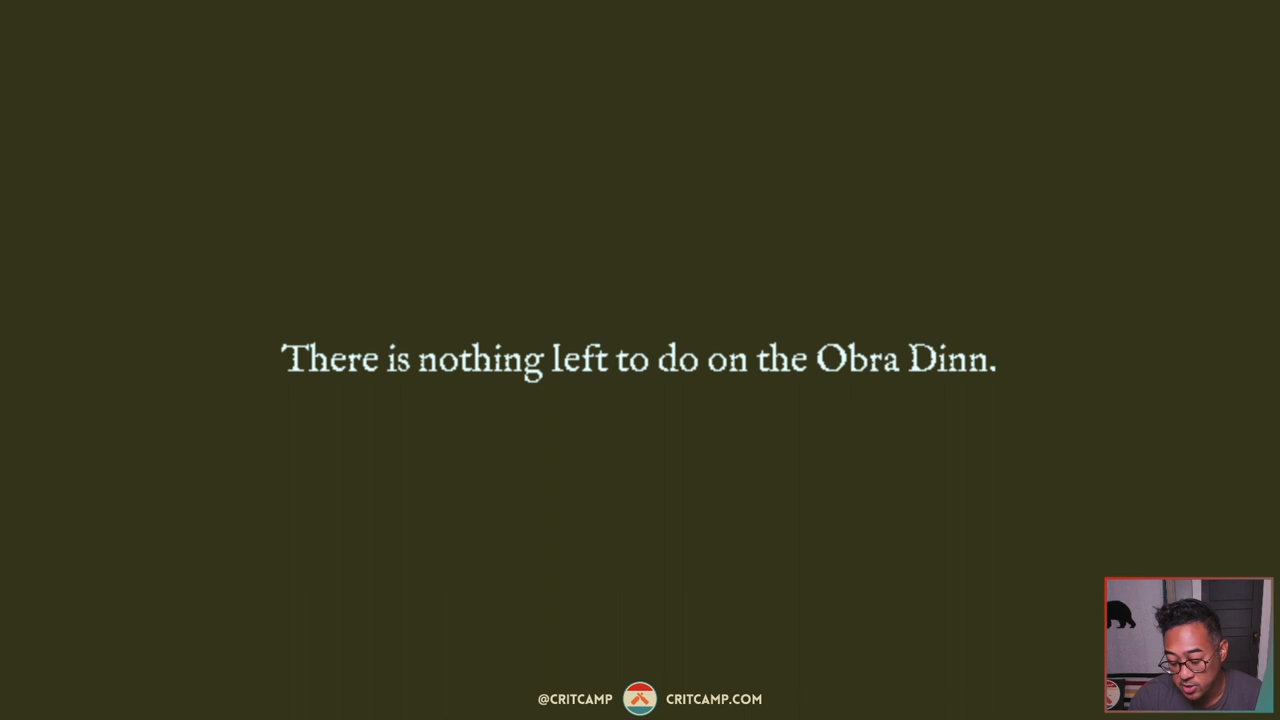 There is nothing left to do on the Obra Dinn.
@CRITCAMP CRITCAMP.COM